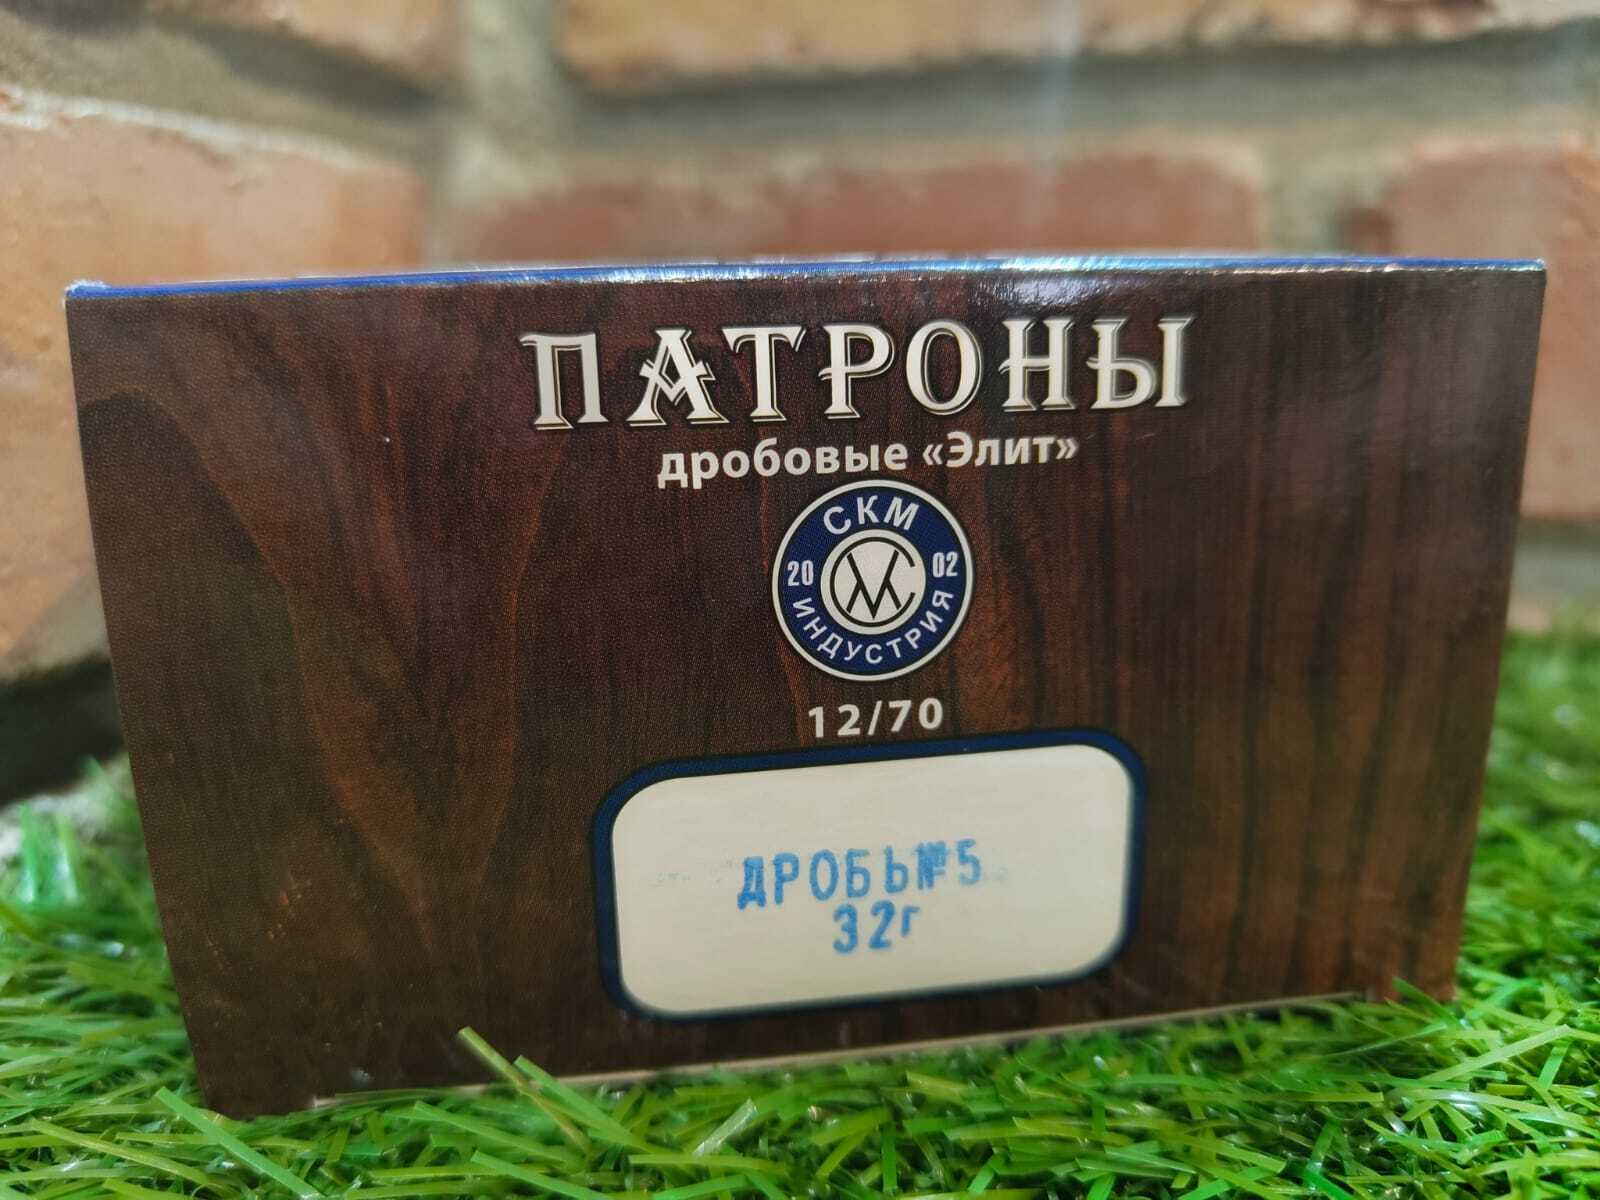 ПАТРОНЫ
дробовые «Элит»
СКМ
20 02
ИНДУСТРИЯ
12/70
ДРОБЬ№5
32г